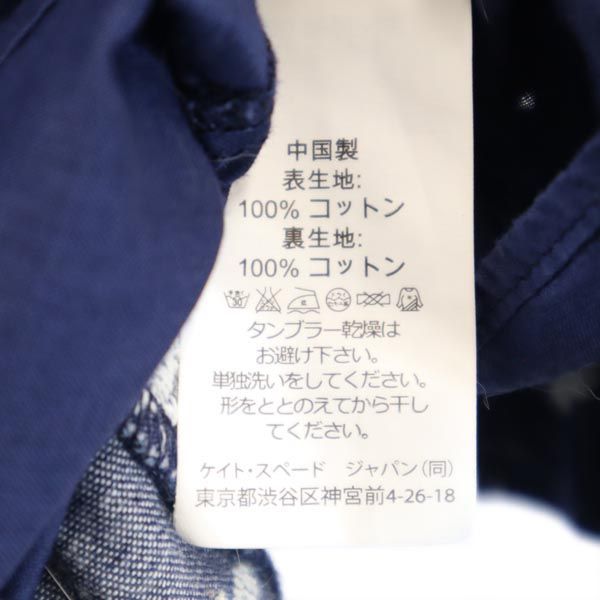 中国製
表生地:
100% コットン
裏生地:
100% コットン
タンブラー乾燥は
お避け下さい。
単独洗いをしてください。
形をととのえてから干し
てください。
ケイト・スペード　ジャパン(同)
東京都渋谷区神宮前4-26-18